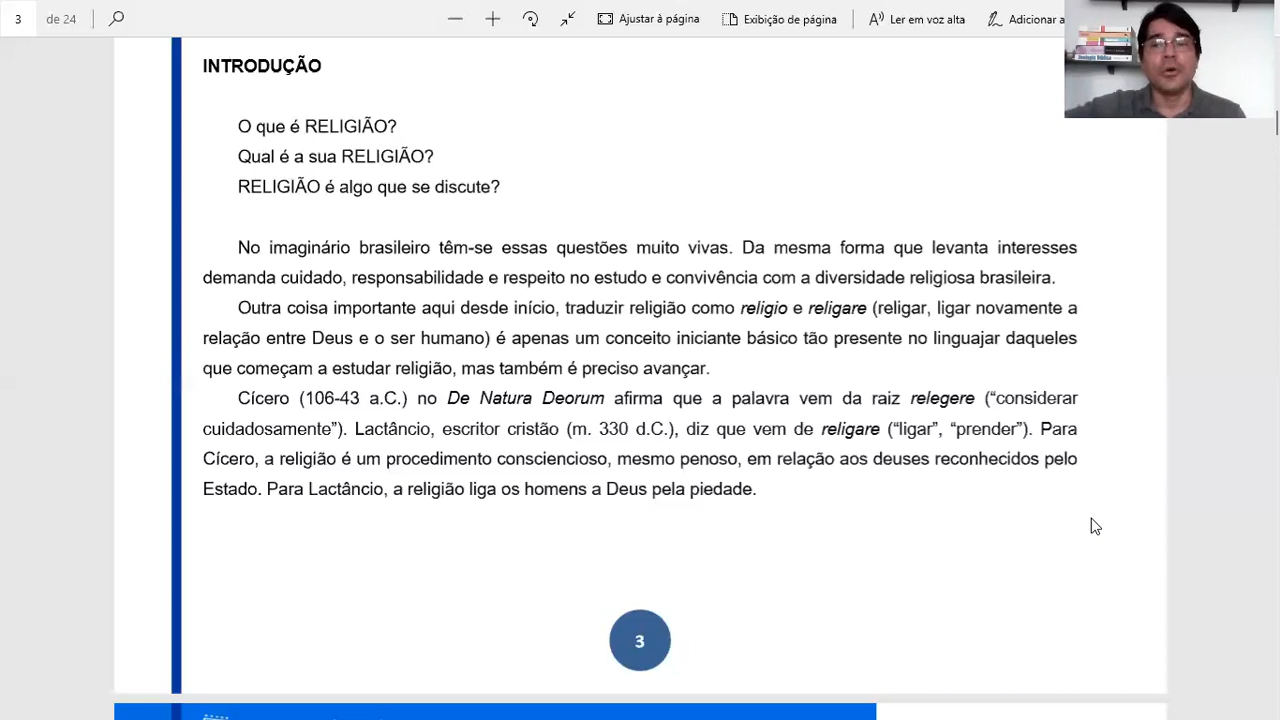 3 de 24 Ajustar à página Exibição de página Ler em voz alta Adicionar a
INTRODUÇÃO
O que é RELIGIÃO?
Qual é a sua RELIGIÃO?
RELIGIÃO é algo que se discute?
No imaginário brasileiro têm-se essas questões muito vivas. Da mesma forma que levanta interesses
demanda cuidado, responsabilidade e respeito no estudo e convivência com a diversidade religiosa brasileira.
Outra coisa importante aqui desde início, traduzir religião como religio e religare (religar, ligar novamente a
relação entre Deus e o ser humano) é apenas um conceito iniciante básico tão presente no linguajar daqueles
que começam a estudar religião, mas também é preciso avançar.
Cícero (106-43 a.C.) no De Natura Deorum afirma que a palavra vem da raiz relegere (“considerar
cuidadosamente”). Lactâncio, escritor cristão (m. 330 d.C.), diz que vem de religare (“ligar”, “prender”). Para
Cícero, a religião é um procedimento consciencioso, mesmo penoso, em relação aos deuses reconhecidos pelo
Estado. Para Lactâncio, a religião liga os homens a Deus pela piedade.
3